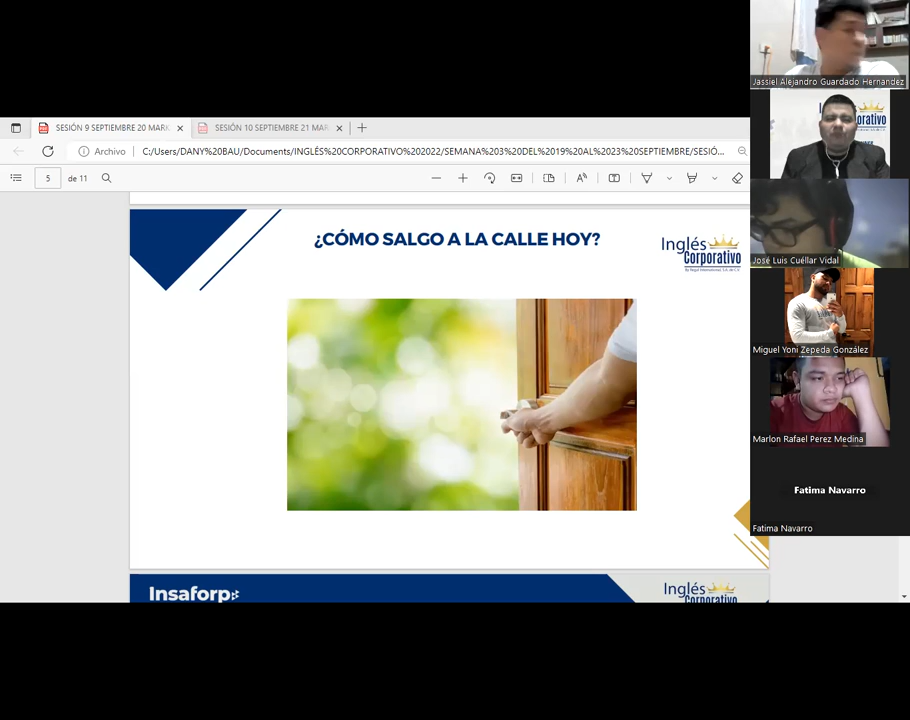 SESIÓN 9 SEPTIEMBRE 20 MARK
SESIÓN 10 SEPTIEMBRE 21 MAR
Archivo
C:/Users/DANY%20BAU/Documents/INGLÉS%20CORPORATIVO%202022/SEMANA%203%20DEL%2019%20AL%2023%20SEPTIEMBRE/SESIÓ...
5
de 11
¿CÓMO SALGO A LA CALLE HOY?
Inglés
Corporativo
Insaforp
Inglés
Corporativo
Jassiel Alejandro Guardado Hernandez
José Luis Cuéllar Vidal
Miguel Yoni Zepeda González
Marlon Rafael Perez Medina
Fatima Navarro
Fatima Navarro